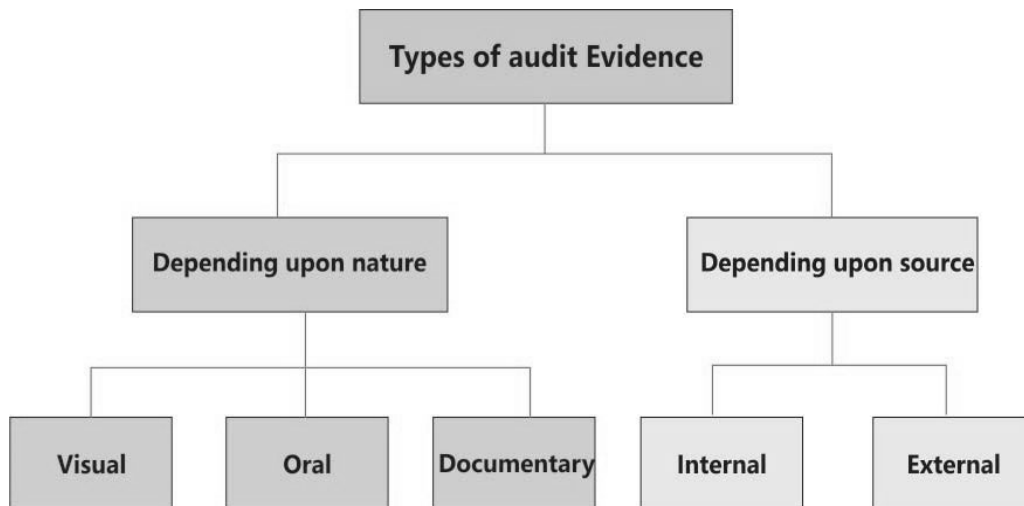 Types of audit Evidence
Depending upon nature
Depending upon source
Visual
Oral
Documentary
Internal
External